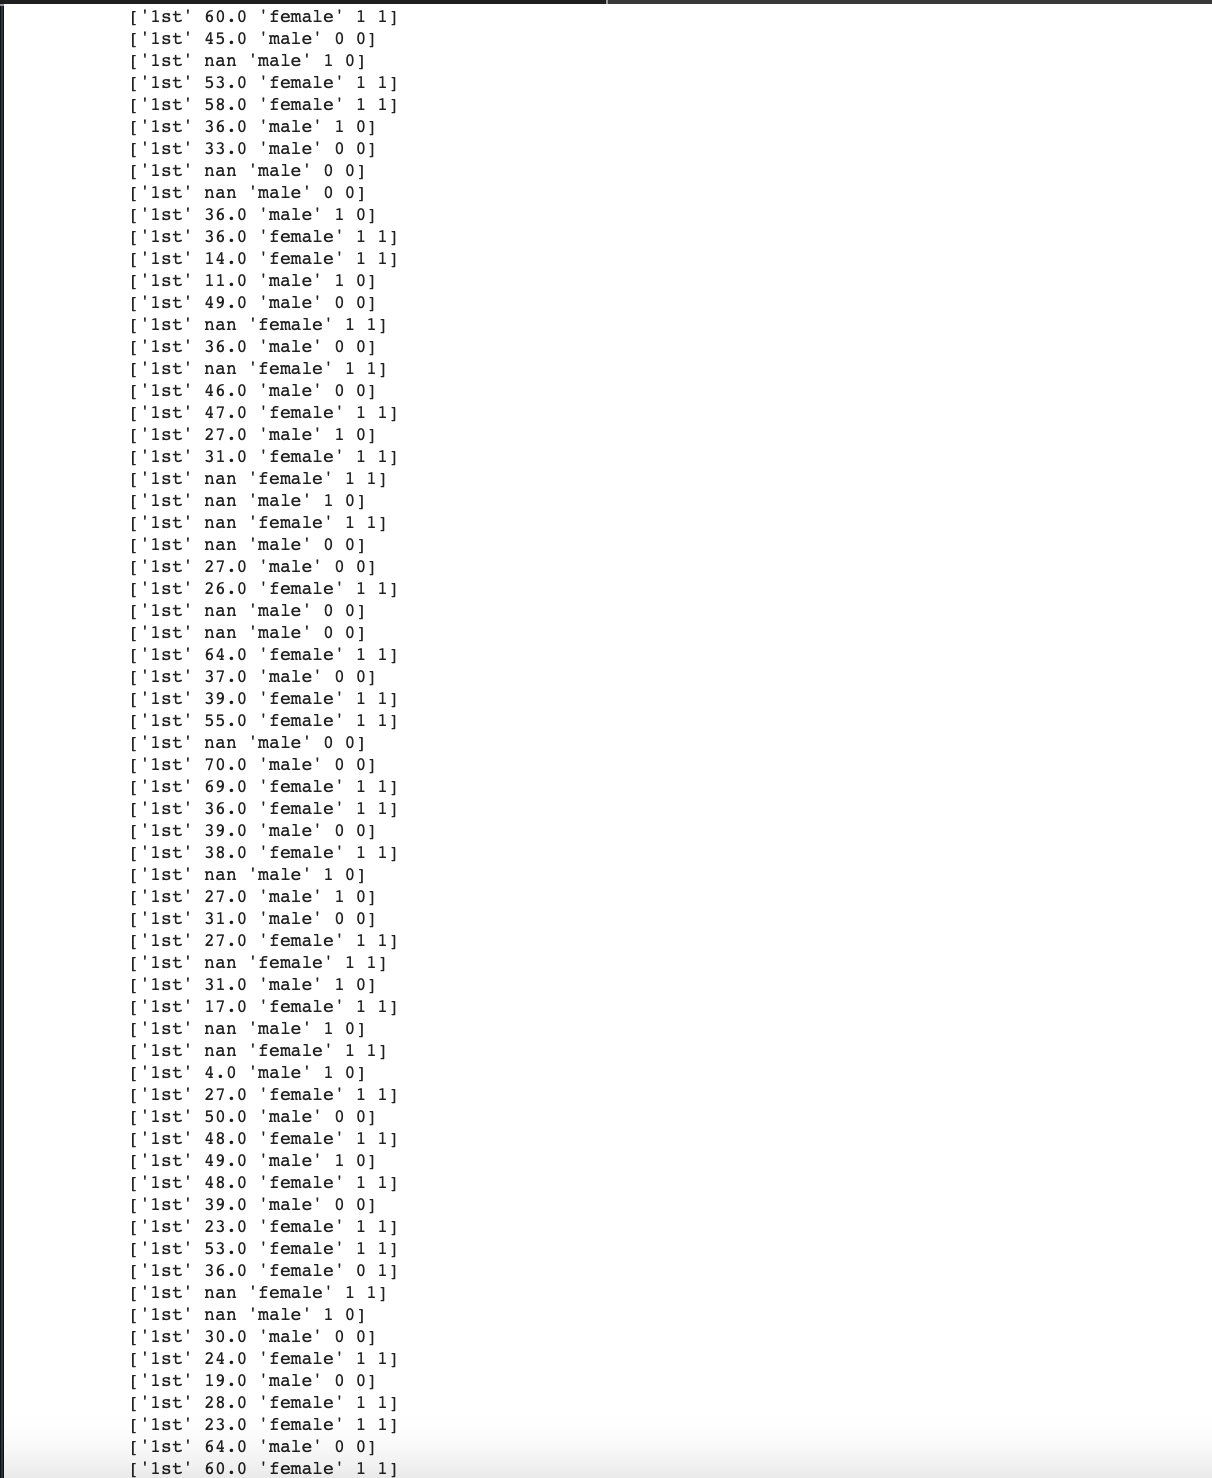 ['1st' 60.0 'female' 1 1]
['1st' 45.0 'male' 0 0]
['1st' nan 'male' 1 0]
['1st' 53.0 'female' 1 1]
['1st' 58.0 'female' 1 1]
['1st' 36.0 'male' 1 0]
['1st' 33.0 'male' 0 0]
['1st' nan 'male' 0 0]
['1st' nan 'male' 0 0]
['1st' 36.0 'male' 1 0]
['1st' 36.0 'female' 1 1]
['1st' 14.0 'female' 1 1]
['1st' 11.0 'male' 1 0]
['1st' 49.0 'male' 0 0]
['1st' nan 'female' 1 1]
['1st' 36.0 'male' 0 0]
['1st' nan 'female' 1 1]
['1st' 46.0 'male' 0 0]
['1st' 47.0 'female' 1 1]
['1st' 27.0 'male' 1 0]
['1st' 31.0 'female' 1 1]
['1st' nan 'female' 1 1]
['1st' nan 'male' 1 0]
['1st' nan 'female' 1 1]
['1st' nan 'male' 0 0]
['1st' 27.0 'male' 0 0]
['1st' 26.0 'female' 1 1]
['1st' nan 'male' 0 0]
['1st' nan 'male' 0 0]
['1st' 64.0 'female' 1 1]
['1st' 37.0 'male' 0 0]
['1st' 39.0 'female' 1 1]
['1st' 55.0 'female' 1 1]
['1st' nan 'male' 0 0]
['1st' 70.0 'male' 0 0]
['1st' 69.0 'female' 1 1]
['1st' 36.0 'female' 1 1]
['1st' 39.0 'male' 0 0]
['1st' 38.0 'female' 1 1]
['1st' nan 'male' 1 0]
['1st' 27.0 'male' 1 0]
['1st' 31.0 'male' 0 0]
['1st' 27.0 'female' 1 1]
['1st' nan 'female' 1 1]
['1st' 31.0 'male' 1 0]
['1st' 17.0 'female' 1 1]
['1st' nan 'male' 1 0]
['1st' nan 'female' 1 1]
['1st' 4.0 'male' 1 0]
['1st' 27.0 'female' 1 1]
['1st' 50.0 'male' 0 0]
['1st' 48.0 'female' 1 1]
['1st' 49.0 'male' 1 0]
['1st' 48.0 'female' 1 1]
['1st' 39.0 'male' 0 0]
['1st' 23.0 'female' 1 1]
['1st' 53.0 'female' 1 1]
['1st' 36.0 'female' 0 1]
['1st' nan 'female' 1 1]
['1st' nan 'male' 1 0]
['1st' 30.0 'male' 0 0]
['1st' 24.0 'female' 1 1]
['1st' 19.0 'male' 0 0]
['1st' 28.0 'female' 1 1]
['1st' 23.0 'female' 1 1]
['1st' 64.0 'male' 0 0]
['1st' 60.0 'female' 1 1]